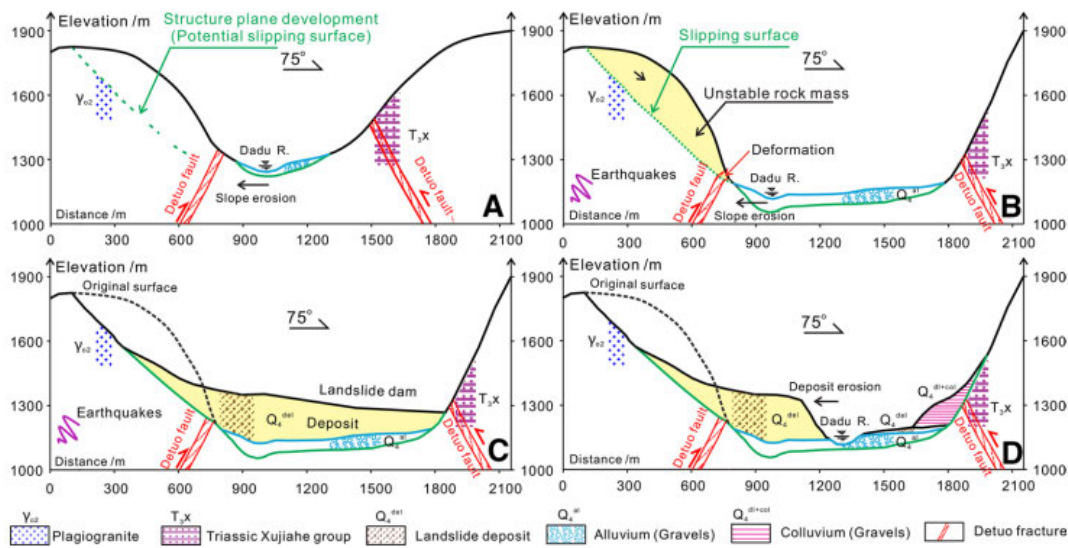 Elevation /m
Structure plane development
(Potential slipping surface)
75°
γo2
T3x
Dadu R.
Slope erosion
Detuo fault
Detuo fault
A
Distance /m
1900
1600
1300
1000
0 300 600 900 1200 1500 1800 2100
Elevation /m
Slipping surface
75°
γo2
Unstable rock mass
T3x
Deformation
Dadu R.
Earthquakes
Q4al
Slope erosion
Detuo fault
Detuo fault
B
Distance /m
1900
1600
1300
1000
0 300 600 900 1200 1500 1800 2100
Elevation /m
Original surface
75°
γo2
Landslide dam
T3x
Earthquakes
Q4del
Deposit
Q4al
Detuo fault
Detuo fault
C
Distance /m
1900
1600
1300
1000
0 300 600 900 1200 1500 1800 2100
Elevation /m
Original surface
75°
γo2
Deposit erosion
Q4dl+col
T3x
Q4del
Dadu R.
Q4del
Q4al
Detuo fault
Detuo fault
D
Distance /m
1900
1600
1300
1000
0 300 600 900 1200 1500 1800 2100
γo2 Plagiogranite
T3x Triassic Xujiahe group
Q4del Landslide deposit
Q4al Alluvium (Gravels)
Q4dl+col Colluvium (Gravels)
Detuo fracture